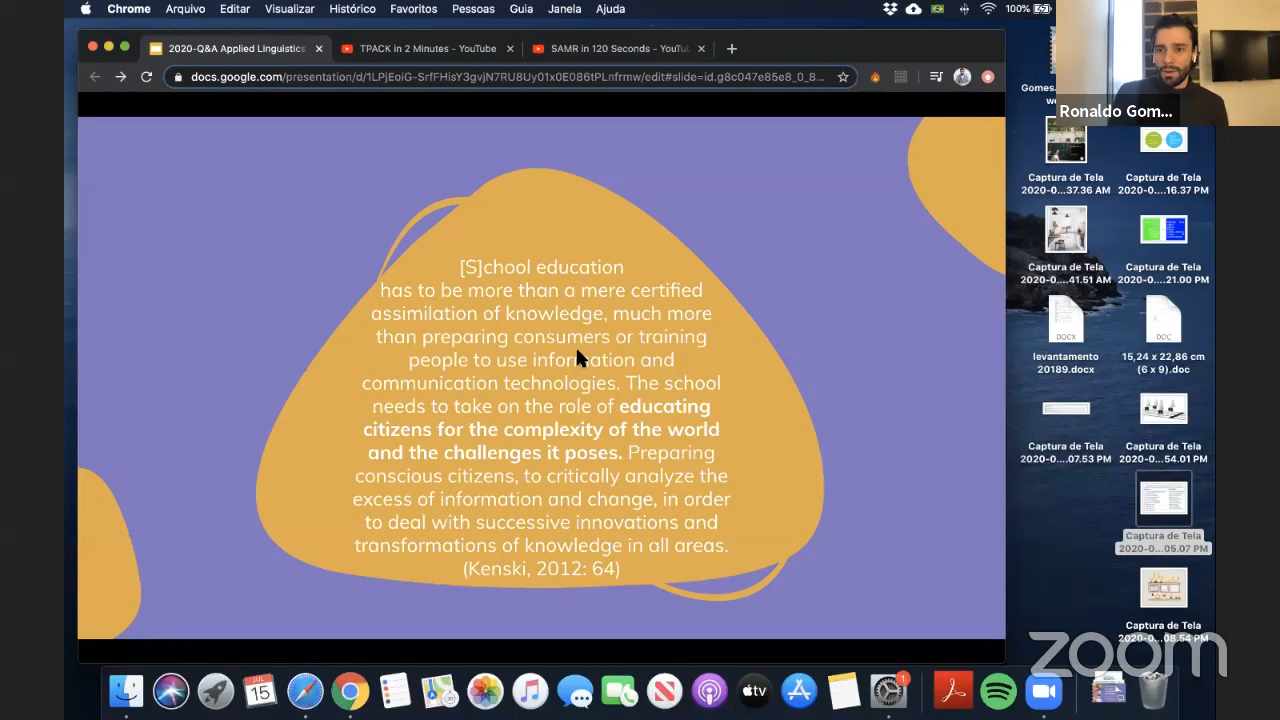 Chrome Arquivo Editar Visualizar Histórico Favoritos Pessoas Guia Janela Ajuda 100%
2020-Q&A Applied Linguistics
TPACK in 2 Minutes - YouTube
SAMR in 120 Seconds - YouTu
docs.google.com/presentation/d/1LPjEoiG-SrfFHisY3gvjN7RU8Uy01x0E086tPLnfrmw/edit#slide=id.g8c047e85e8_0_8...
Ronaldo Gom...
[S]chool education
has to be more than a mere certified
assimilation of knowledge, much more
than preparing consumers or training
people to use information and
communication technologies. The school
needs to take on the role of educating
citizens for the complexity of the world
and the challenges it poses. Preparing
conscious citizens, to critically analyze the
excess of information and change, in order
to deal with successive innovations and
transformations of knowledge in all areas.
(Kenski, 2012: 64)
Gomes.
Captura de Tela
2020-0...37.36 AM
Captura de Tela
2020-0....16.37 PM
Captura de Tela
2020-0....41.51 AM
Captura de Tela
2020-0....21.00 PM
DOCX
levantamento
20189.docx
DOC
15,24 x 22,86 cm
(6 x 9).doc
Captura de Tela
2020-0....07.53 PM
Captura de Tela
2020-0...54.01 PM
Captura de Tela
2020-0...05.07 PM
Captura de Tela
2020-0...08.54 PM
zoom
JUL
15
tv
1